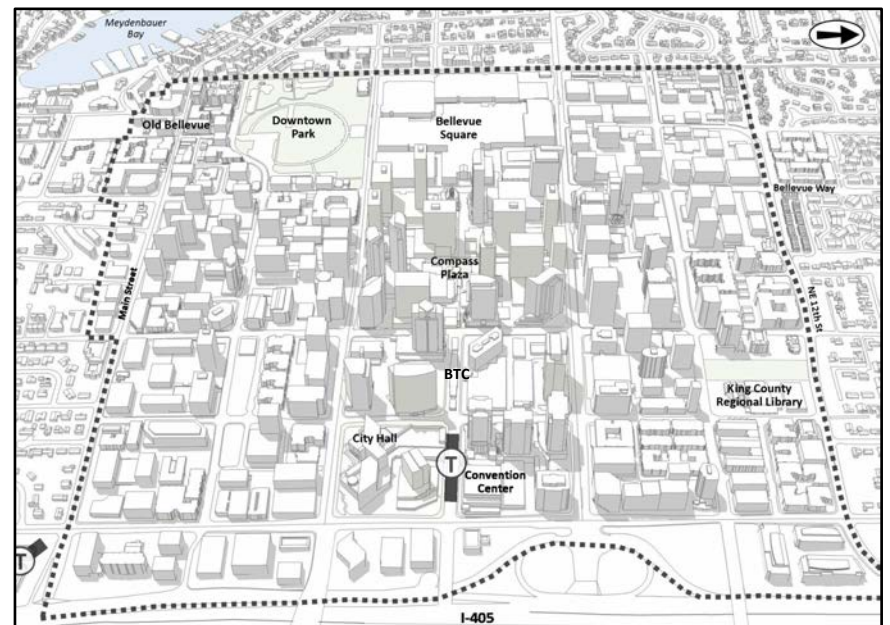 Meydenbauer
Bay
Old Bellevue
Downtown
Park
Bellevue
Square
Bellevue Way
Compass
Plaza
Main Street
NE 12th St
BTC
King County
Regional Library
City Hall
T
Convention
Center
T
I-405